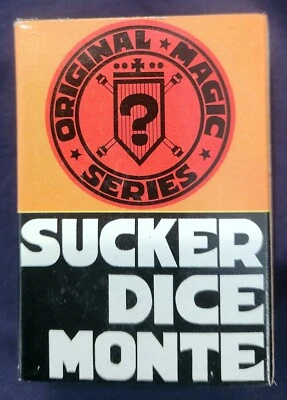 ORIGINAL ★ MAGIC
★ SERIES ★
?
SUCKER
DICE
MONTE